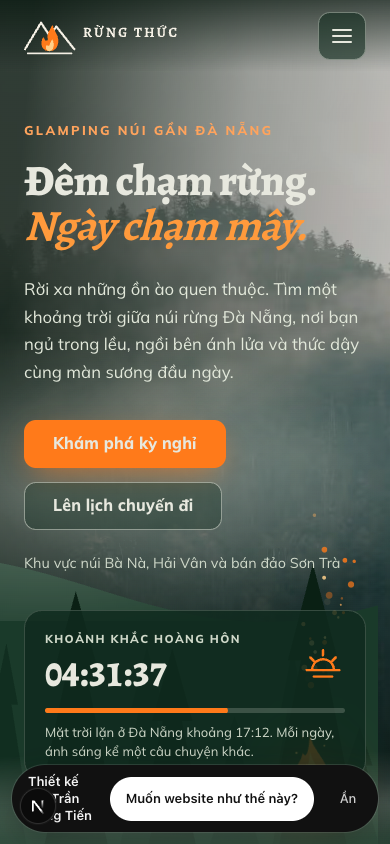 RỪNG THỨC
GLAMPING NÚI GẦN ĐÀ NẴNG
Đêm chạm rừng.
Ngày chạm mây.
Rời xa những ồn ào quen thuộc. Tìm một
khoảng trời giữa núi rừng Đà Nẵng, nơi bạn
ngủ trong lều, ngồi bên ánh lửa và thức dậy
cùng màn sương đầu ngày.
Khám phá kỳ nghỉ
Lên lịch chuyến đi
Khu vực núi Bà Nà, Hải Vân và bán đảo Sơn Trà
KHOẢNH KHẮC HOÀNG HÔN
04:31:37
Mặt trời lặn ở Đà Nẵng khoảng 17:12. Mỗi ngày,
ánh sáng kể một câu chuyện khác.
Thiết kế
Trần
Tiến
N
Muốn website như thế này?
Ẩn